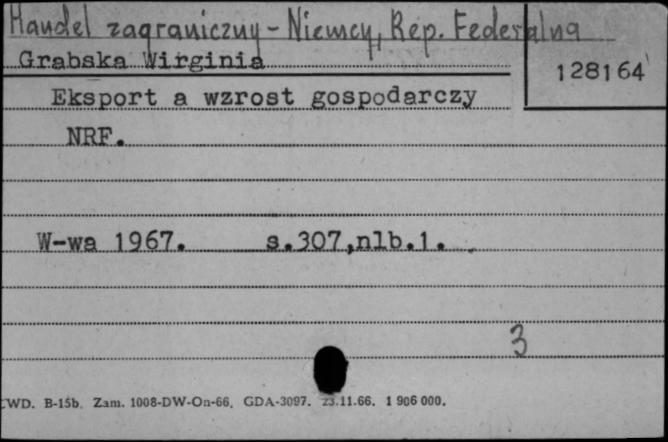 Handel zagraniczny - Niemcy, Rep. Federalna
Grabska Wirginia
128164
Eksport a wzrost gospodarczy
NRF.
W-wa 1967. s.307,nlb.1.
3
CWD. B-15b. Zam. 1008-DW-On-66. GDA-3097. 23.11.66. 1 906 000.